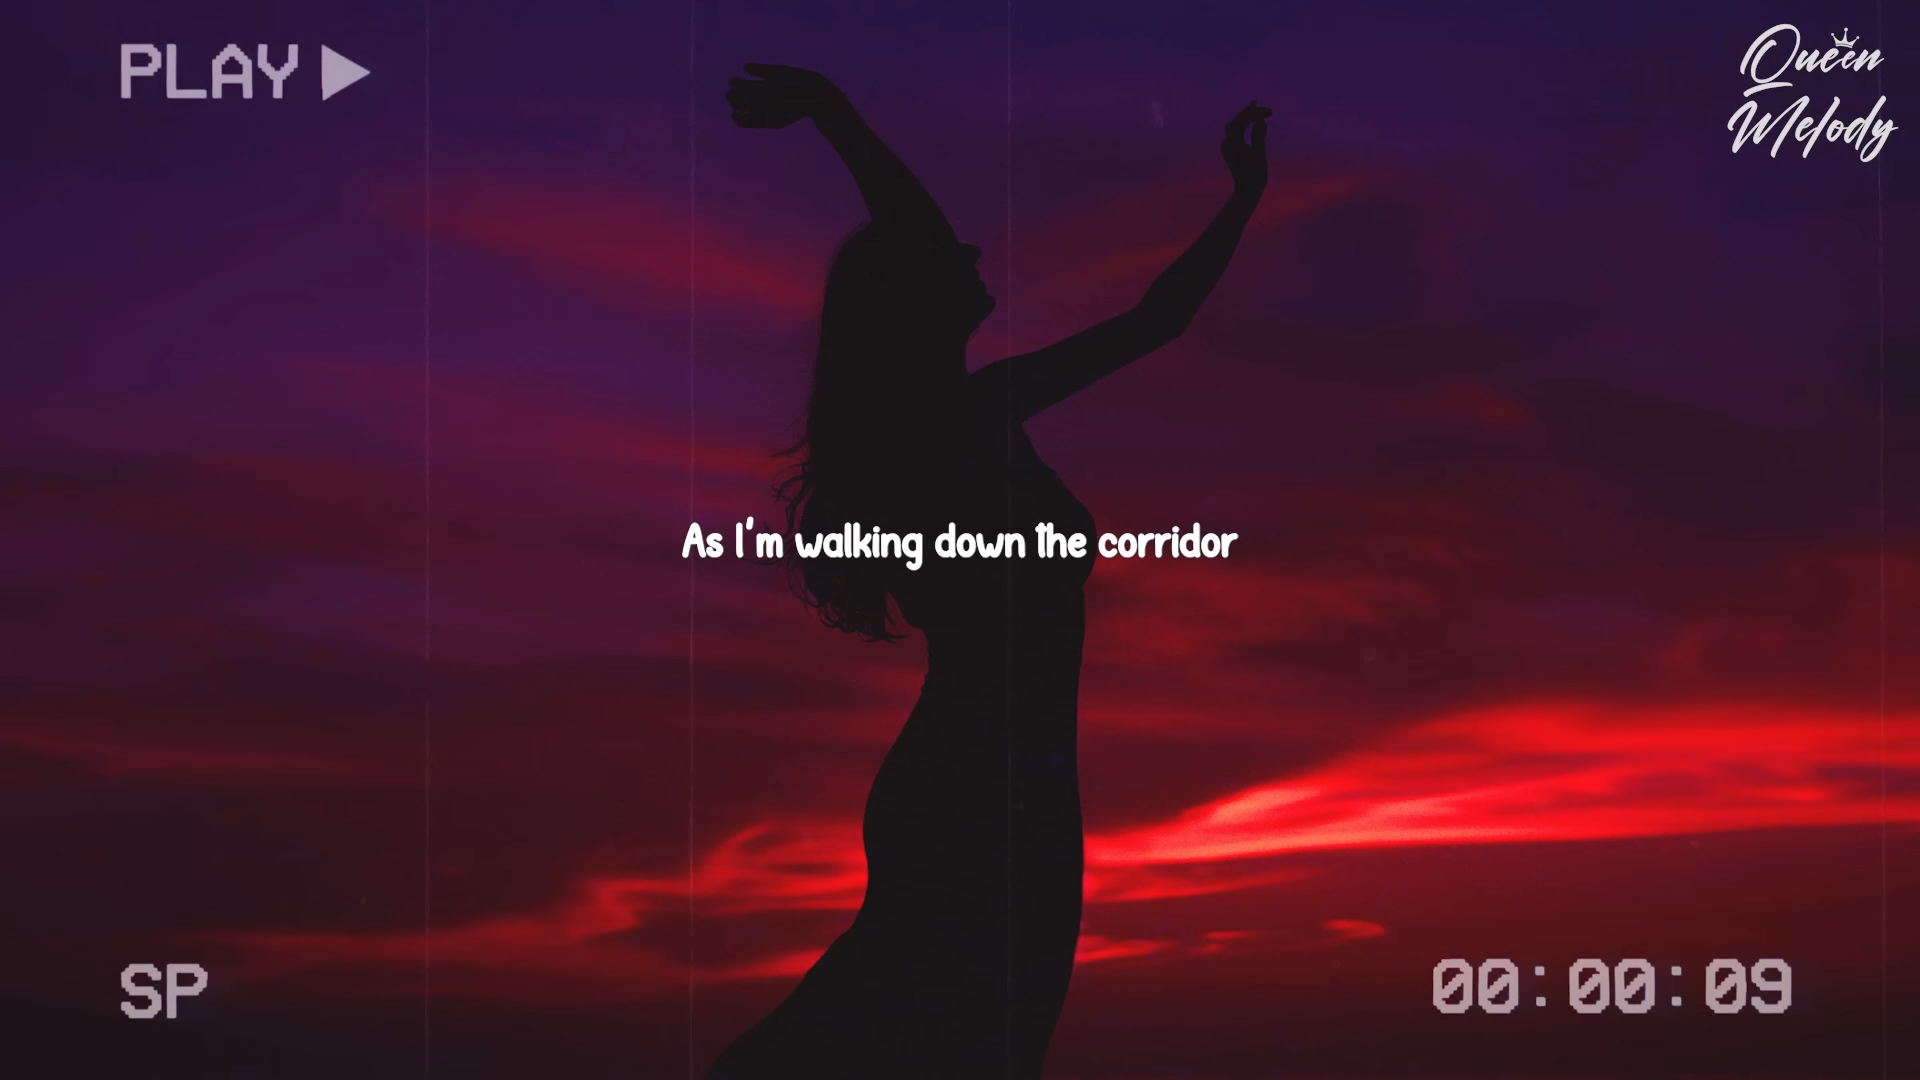 PLAY
Queen
Melody
As I'm walking down the corridor
SP
00:00:09